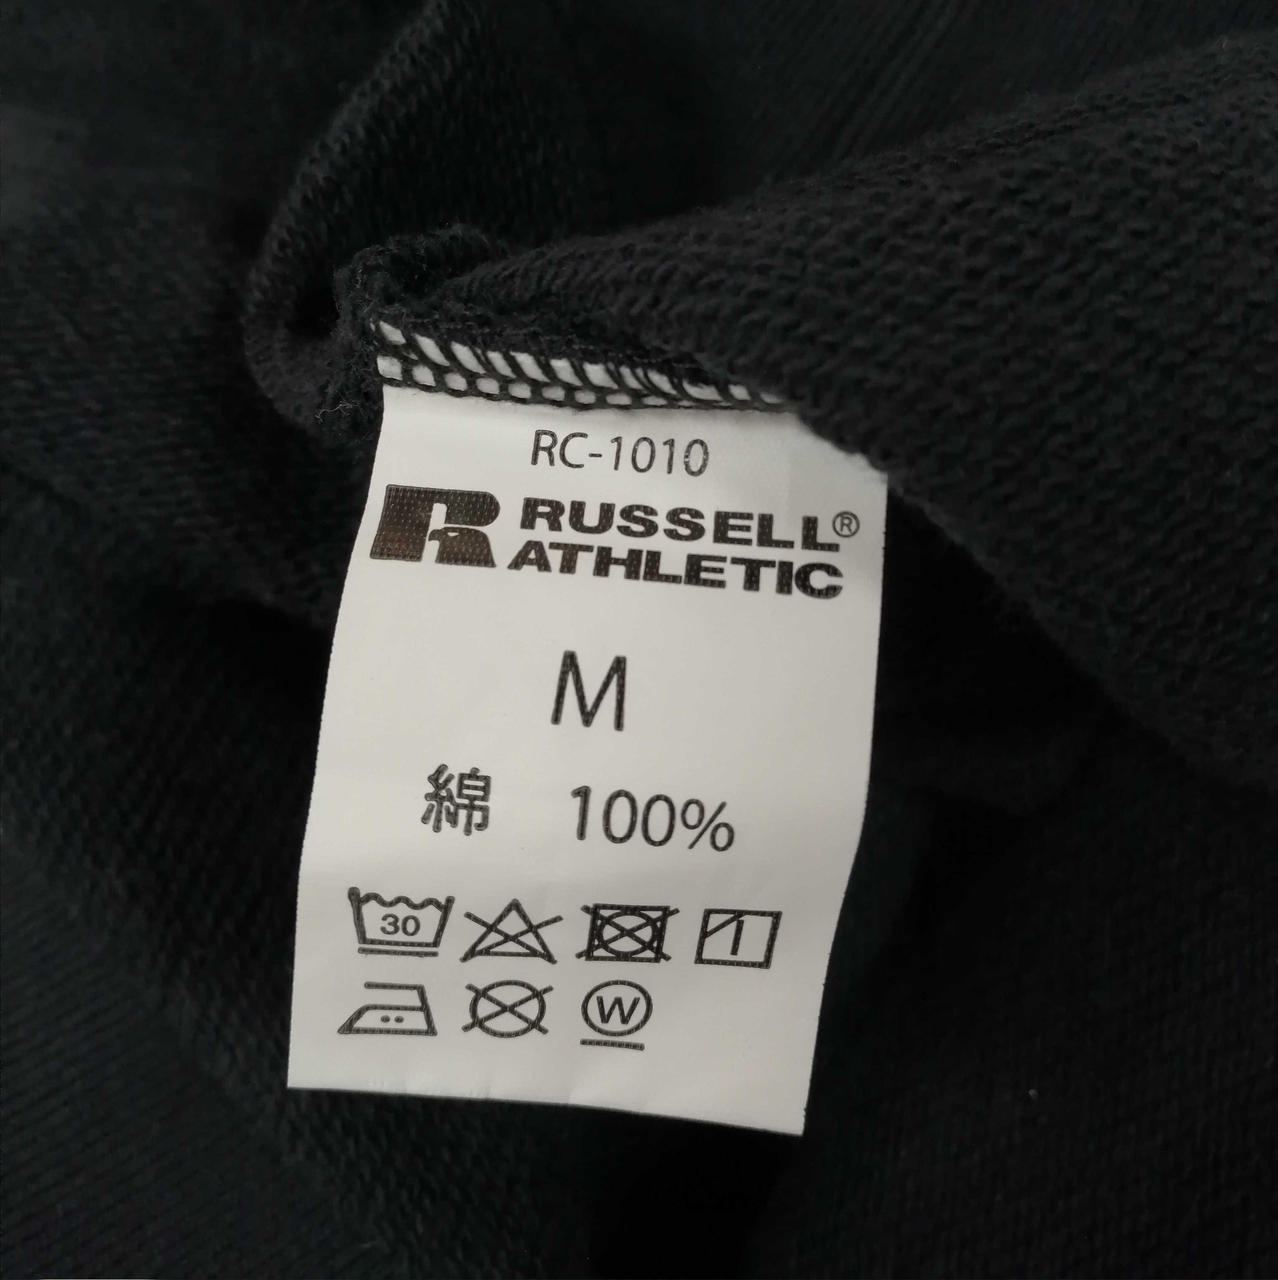 RC-1010
RUSSELL®
ATHLETIC
M
綿 100%
30
W